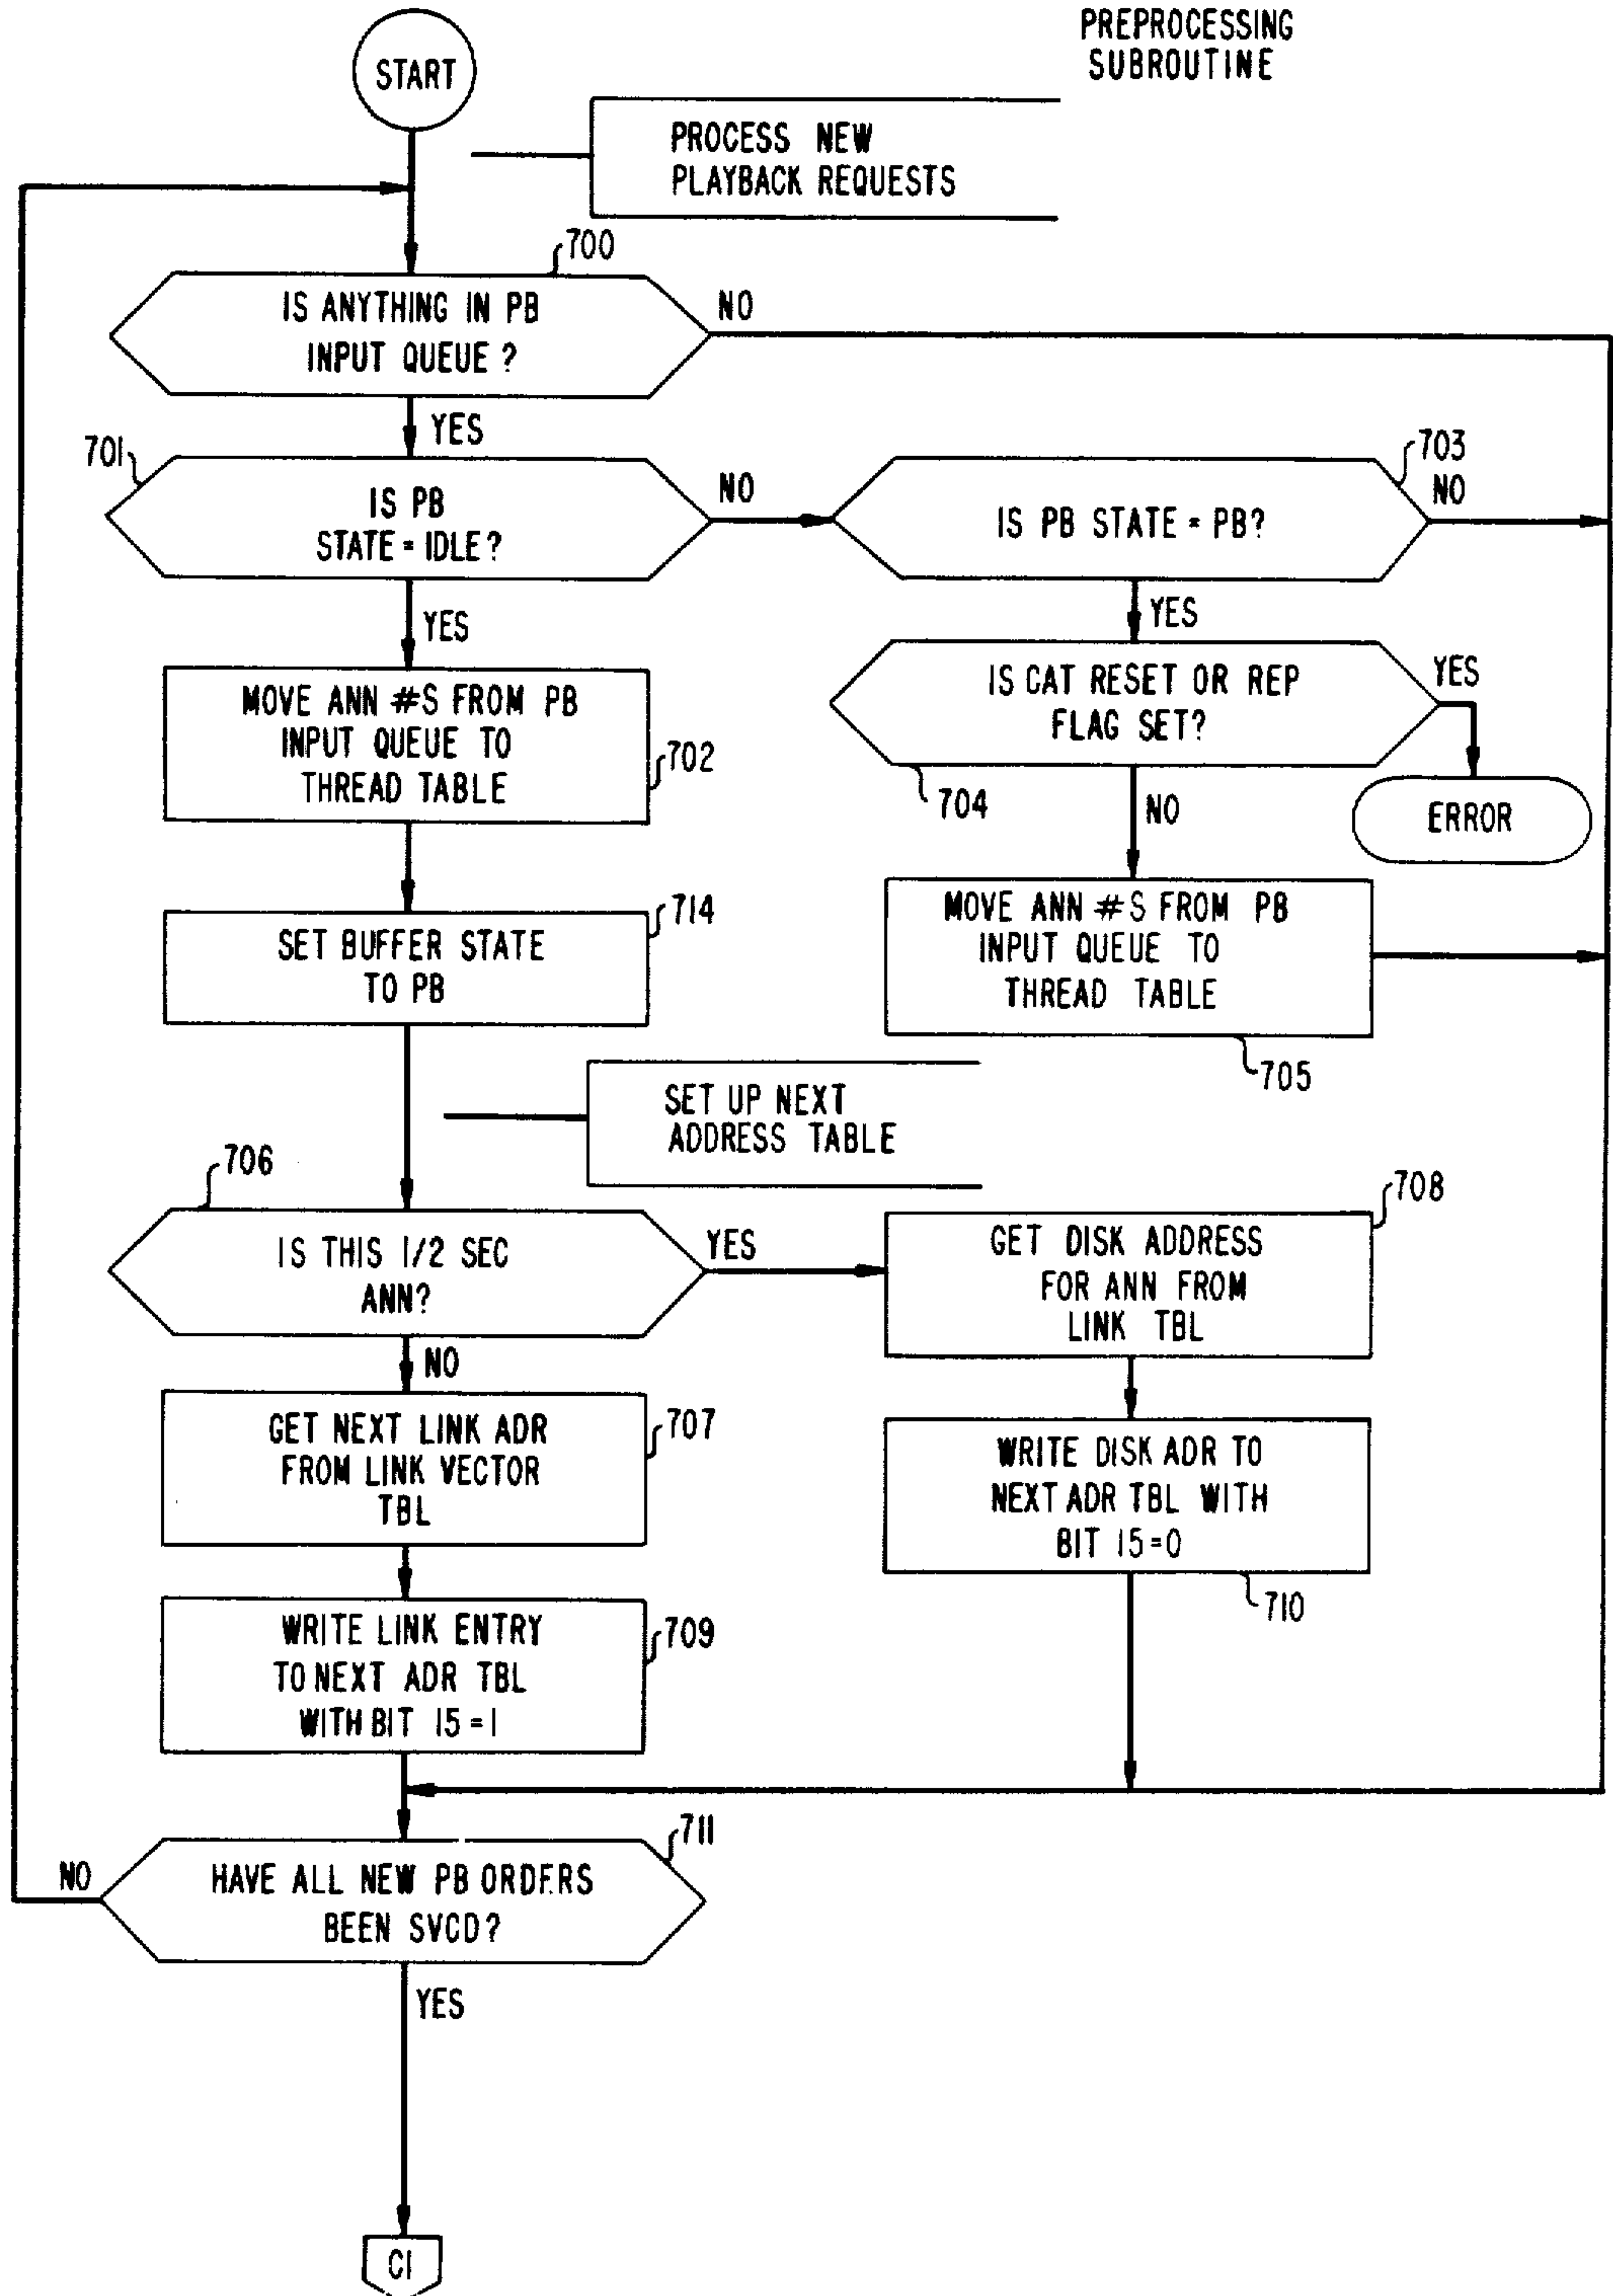 PREPROCESSING
SUBROUTINE
START
PROCESS NEW
PLAYBACK REQUESTS
700
IS ANYTHING IN PB
INPUT QUEUE?
NO
YES
701
IS PB
STATE = IDLE?
NO
703
IS PB STATE = PB?
NO
YES
YES
MOVE ANN #S FROM PB
INPUT QUEUE TO
THREAD TABLE
702
IS CAT RESET OR REP
FLAG SET?
YES
704
NO
ERROR
SET BUFFER STATE
TO PB
714
MOVE ANN #S FROM PB
INPUT QUEUE TO
THREAD TABLE
705
SET UP NEXT
ADDRESS TABLE
706
IS THIS 1/2 SEC
ANN?
YES
NO
708
GET DISK ADDRESS
FOR ANN FROM
LINK TBL
GET NEXT LINK ADR
FROM LINK VECTOR
TBL
707
WRITE DISK ADR TO
NEXT ADR TBL WITH
BIT 15=0
710
WRITE LINK ENTRY
TO NEXT ADR TBL
WITH BIT 15=1
709
711
HAVE ALL NEW PB ORDERS
BEEN SVCD?
NO
YES
C1